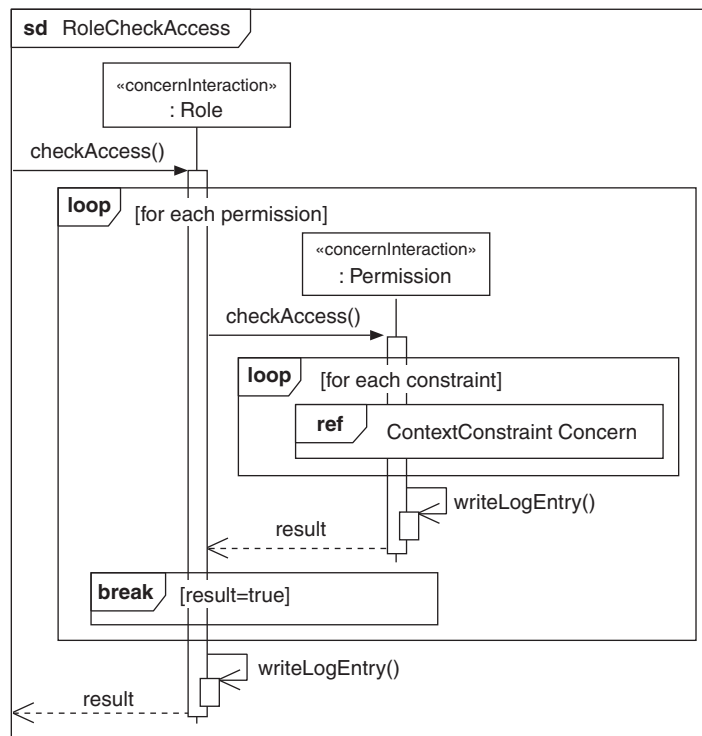 sd RoleCheckAccess
«concernInteraction»
: Role
checkAccess()
loop [for each permission]
«concernInteraction»
: Permission
checkAccess()
loop [for each constraint]
ref ContextConstraint Concern
writeLogEntry()
result
break [result=true]
writeLogEntry()
result